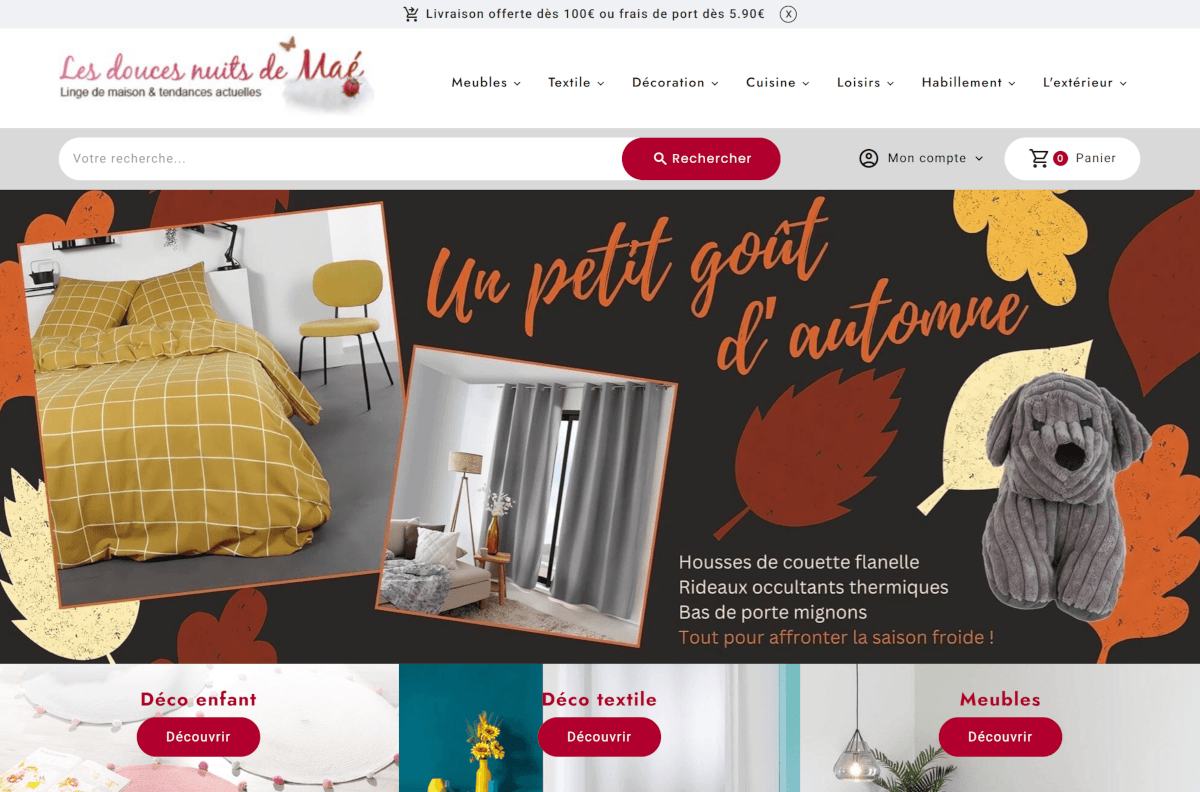 Livraison offerte dès 100€ ou frais de port dès 5.90€ X
Les douces nuits de Maé
Linge de maison & tendances actuelles
Meubles Textile Décoration Cuisine Loisirs Habillement L'extérieur
Votre recherche...
Rechercher
Mon compte
0 Panier
Un petit goût
d'automne
Housses de couette flanelle
Rideaux occultants thermiques
Bas de porte mignons
Tout pour affronter la saison froide !
Déco enfant
Découvrir
Déco textile
Découvrir
Meubles
Découvrir